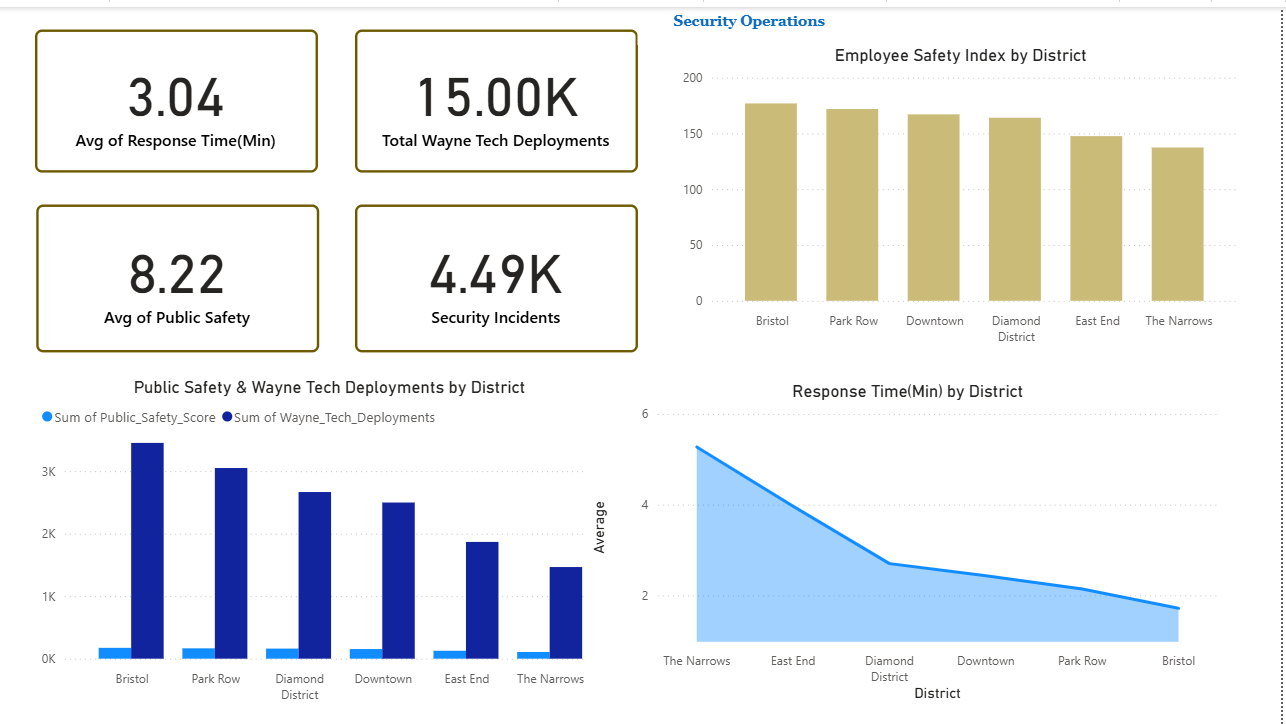 Security Operations
3.04
Avg of Response Time(Min)
15.00K
Total Wayne Tech Deployments
8.22
Avg of Public Safety
4.49K
Security Incidents
Employee Safety Index by District
200
150
100
50
0
Bristol
Park Row
Downtown
Diamond
District
East End
The Narrows
Public Safety & Wayne Tech Deployments by District
Sum of Public_Safety_Score
Sum of Wayne_Tech_Deployments
3K
2K
1K
0K
Bristol
Park Row
Diamond
District
Downtown
East End
The Narrows
Response Time(Min) by District
Average
6
4
2
The Narrows
East End
Diamond
District
Downtown
Park Row
Bristol
District